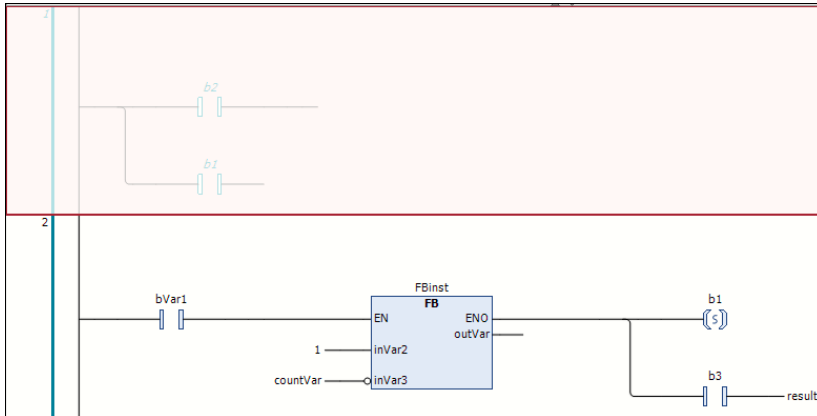 1
b2
b1
2
FBinst
bVar1
FB
b1
EN
ENO
S
outVar
1
inVar2
countVar
inVar3
b3
result